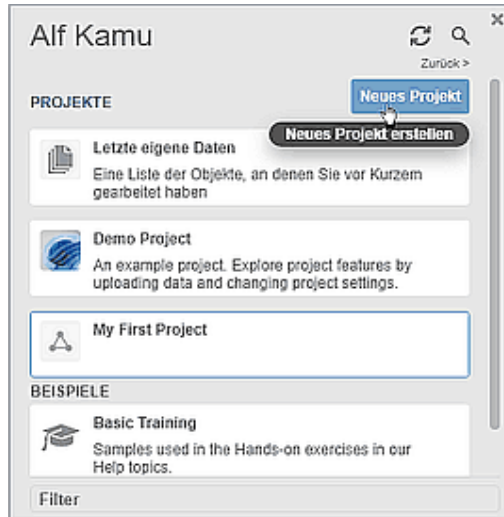 Alf Kamu
Zurück >
PROJEKTE
Neues Projekt
Neues Projekt erstellen
Letzte eigene Daten
Eine Liste der Objekte, an denen Sie vor Kurzem
gearbeitet haben
Demo Project
An example project. Explore project features by
uploading data and changing project settings.
My First Project
BEISPIELE
Basic Training
Samples used in the Hands-on exercises in our
Help topics.
Filter